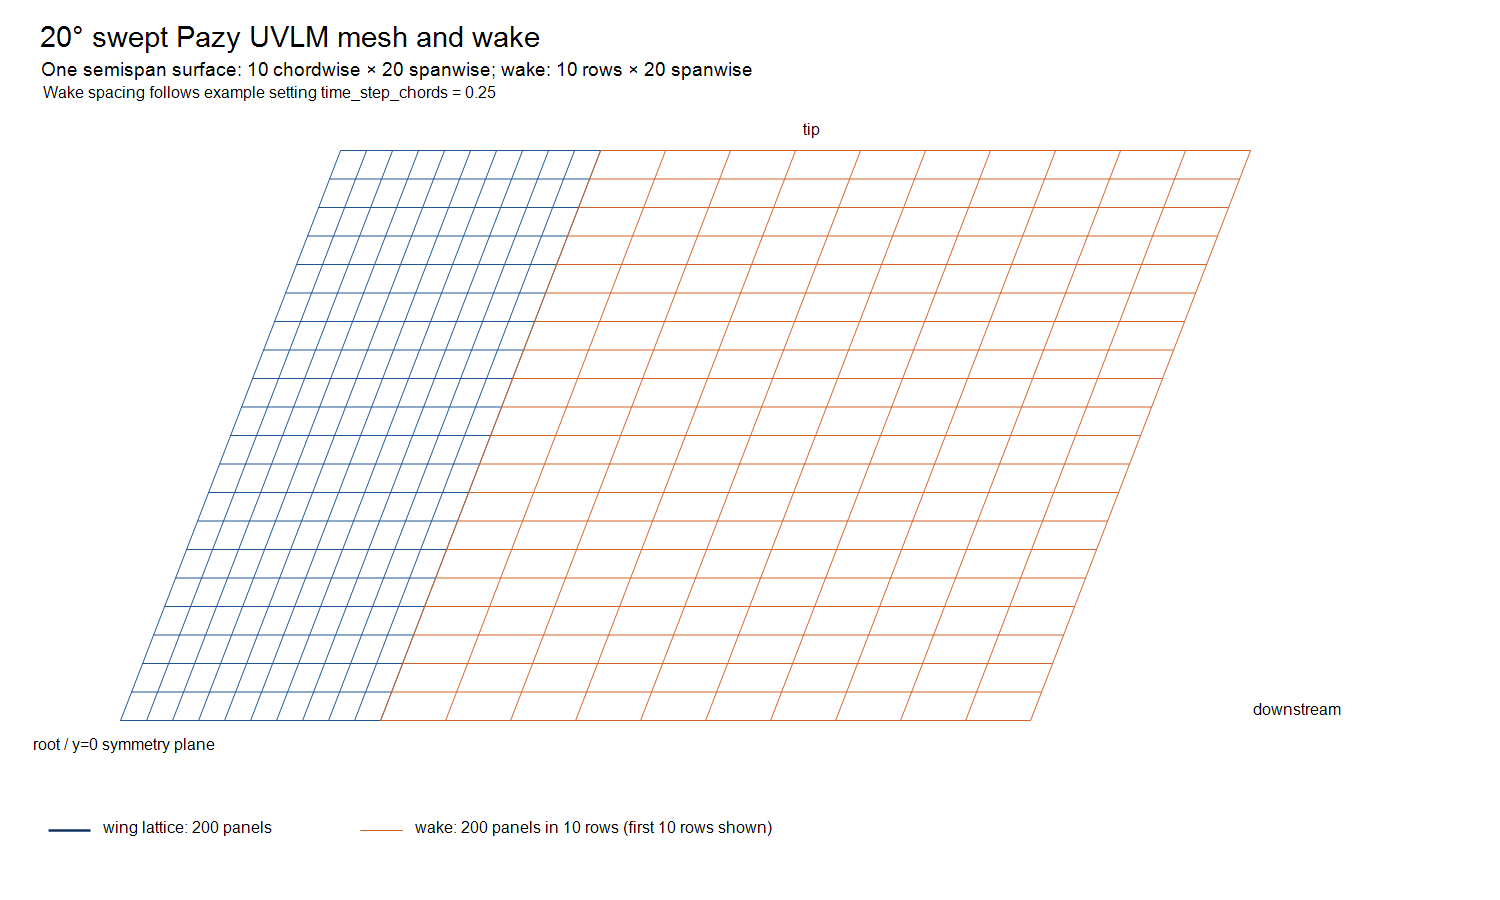 20° swept Pazy UVLM mesh and wake
One semispan surface: 10 chordwise × 20 spanwise; wake: 10 rows × 20 spanwise
Wake spacing follows example setting time_step_chords = 0.25
tip
downstream
root / y=0 symmetry plane
wing lattice: 200 panels
wake: 200 panels in 10 rows (first 10 rows shown)